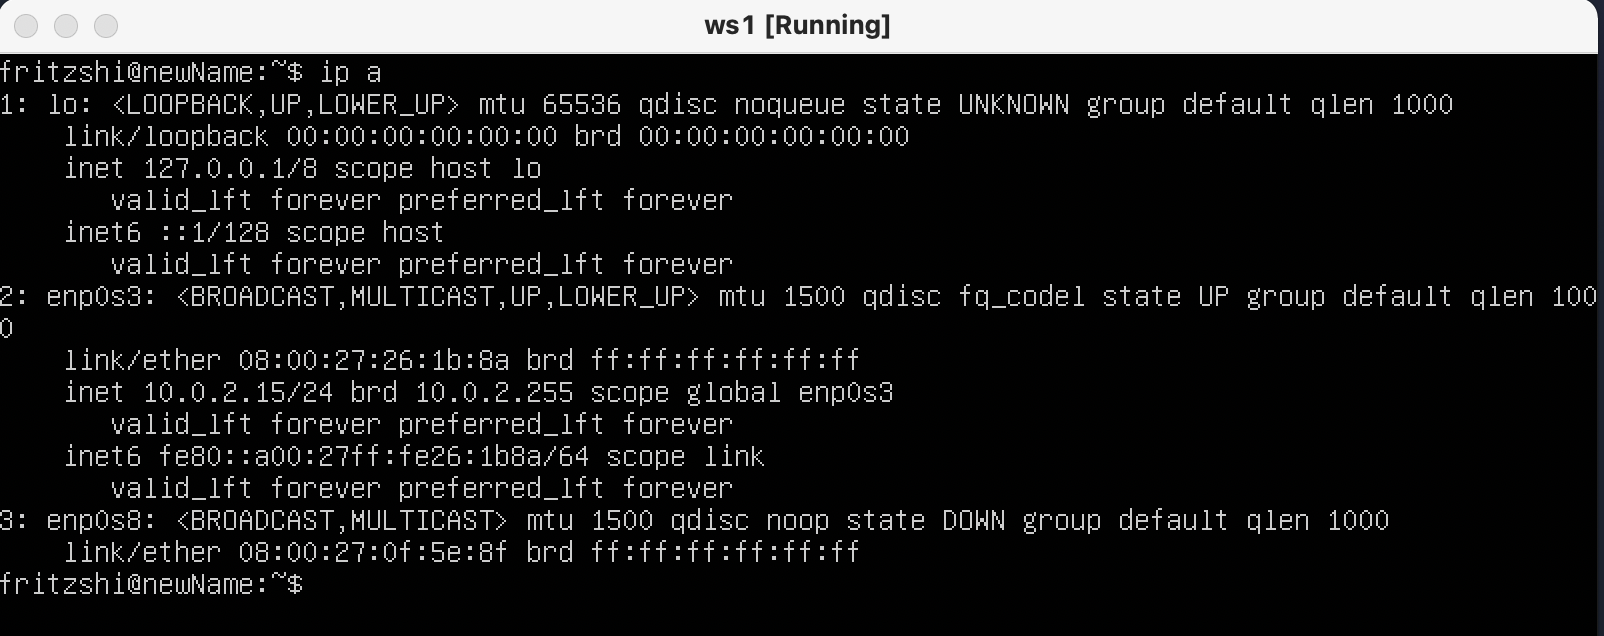 ws1 [Running]
fritzshi@newName:~$ ip a
1: lo: <LOOPBACK,UP,LOWER_UP> mtu 65536 qdisc noqueue state UNKNOWN group default qlen 1000
    link/loopback 00:00:00:00:00:00 brd 00:00:00:00:00:00
    inet 127.0.0.1/8 scope host lo
       valid_lft forever preferred_lft forever
    inet6 ::1/128 scope host
       valid_lft forever preferred_lft forever
2: enp0s3: <BROADCAST,MULTICAST,UP,LOWER_UP> mtu 1500 qdisc fq_codel state UP group default qlen 100
0
    link/ether 08:00:27:26:1b:8a brd ff:ff:ff:ff:ff:ff
    inet 10.0.2.15/24 brd 10.0.2.255 scope global enp0s3
       valid_lft forever preferred_lft forever
    inet6 fe80::a00:27ff:fe26:1b8a/64 scope link
       valid_lft forever preferred_lft forever
3: enp0s8: <BROADCAST,MULTICAST> mtu 1500 qdisc noop state DOWN group default qlen 1000
    link/ether 08:00:27:0f:5e:8f brd ff:ff:ff:ff:ff:ff
fritzshi@newName:~$